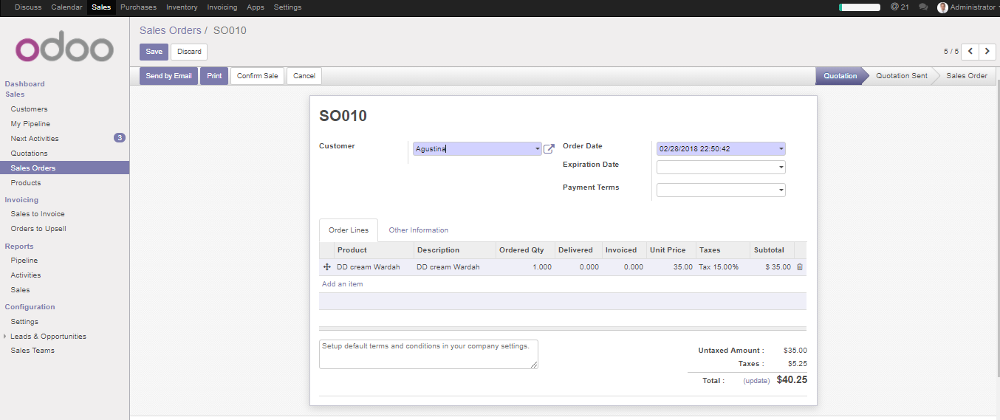 Discuss Calendar Sales Purchases Inventory Invoicing Apps Settings @ 21 Administrator
odoo
Dashboard
Sales
Customers
My Pipeline
Next Activities 3
Quotations
Sales Orders
Products
Invoicing
Sales to Invoice
Orders to Upsell
Reports
Pipeline
Activities
Sales
Configuration
Settings
Leads & Opportunities
Sales Teams
Sales Orders / SO010
Save Discard 5 / 5
Send by Email Print Confirm Sale Cancel Quotation Quotation Sent Sales Order
SO010
Customer Agustina Order Date 02/28/2018 22:50:42
Expiration Date
Payment Terms
Order Lines Other Information
Product Description Ordered Qty Delivered Invoiced Unit Price Taxes Subtotal
DD cream Wardah DD cream Wardah 1.000 0.000 0.000 35.00 Tax 15.00% $ 35.00
Add an item
Setup default terms and conditions in your company settings.
Untaxed Amount : $35.00
Taxes : $5.25
Total : (update) $40.25